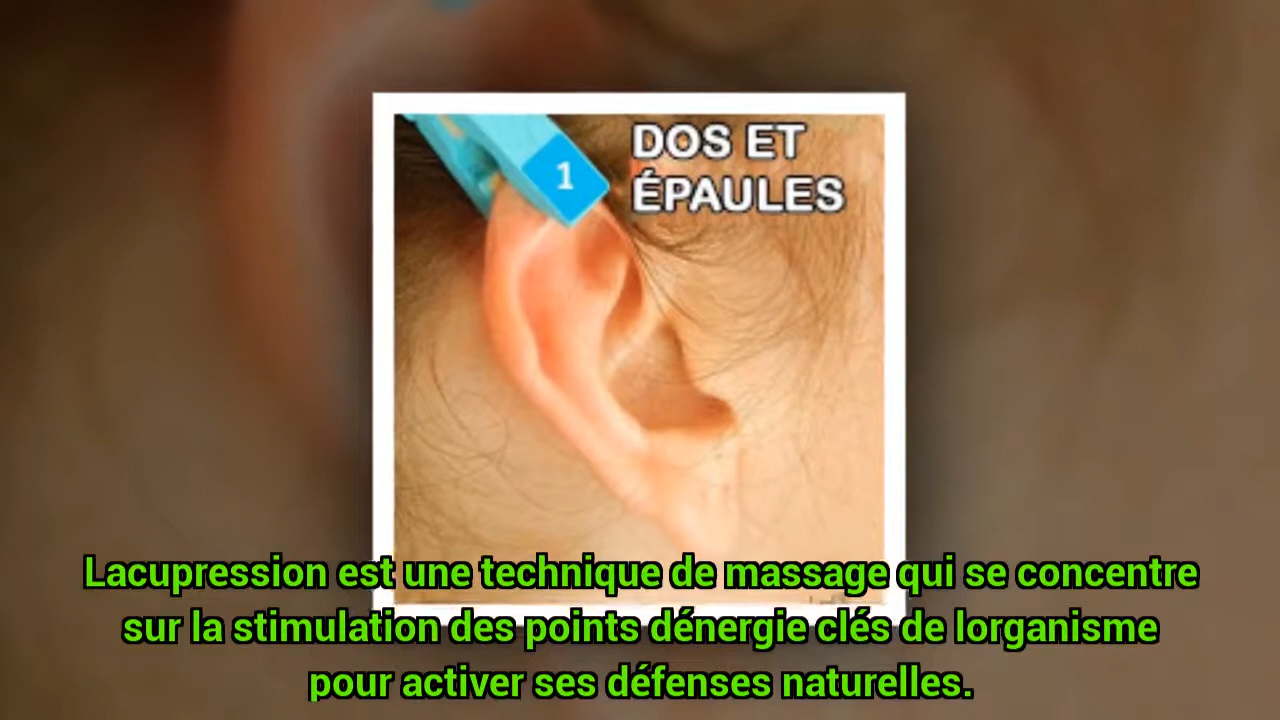 1
DOS ET
ÉPAULES
Lacupression est une technique de massage qui se concentre
sur la stimulation des points dénergie clés de lorganisme
pour activer ses défenses naturelles.